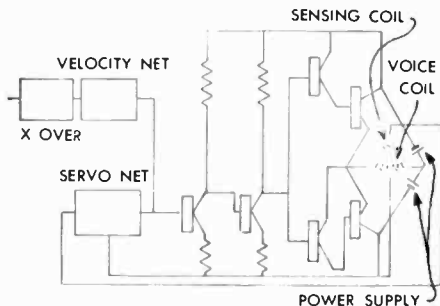 SENSING COIL
VELOCITY NET
VOICE
COIL
X OVER
SERVO NET
POWER SUPPLY